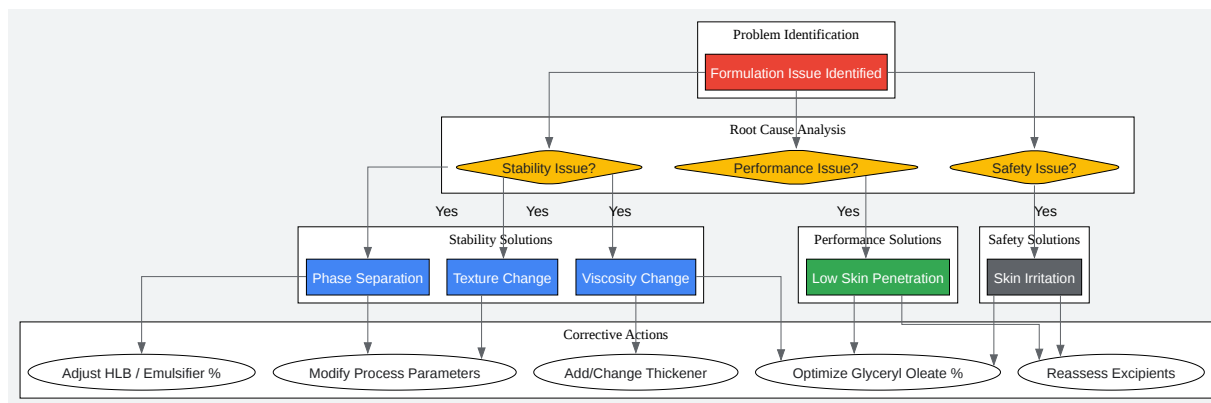 Problem Identification
Formulation Issue Identified
Root Cause Analysis
Stability Issue?
Performance Issue?
Safety Issue?
Yes
Yes
Yes
Yes
Yes
Stability Solutions
Performance Solutions
Safety Solutions
Phase Separation
Texture Change
Viscosity Change
Low Skin Penetration
Skin Irritation
Corrective Actions
Adjust HLB / Emulsifier %
Modify Process Parameters
Add/Change Thickener
Optimize Glyceryl Oleate %
Reassess Excipients